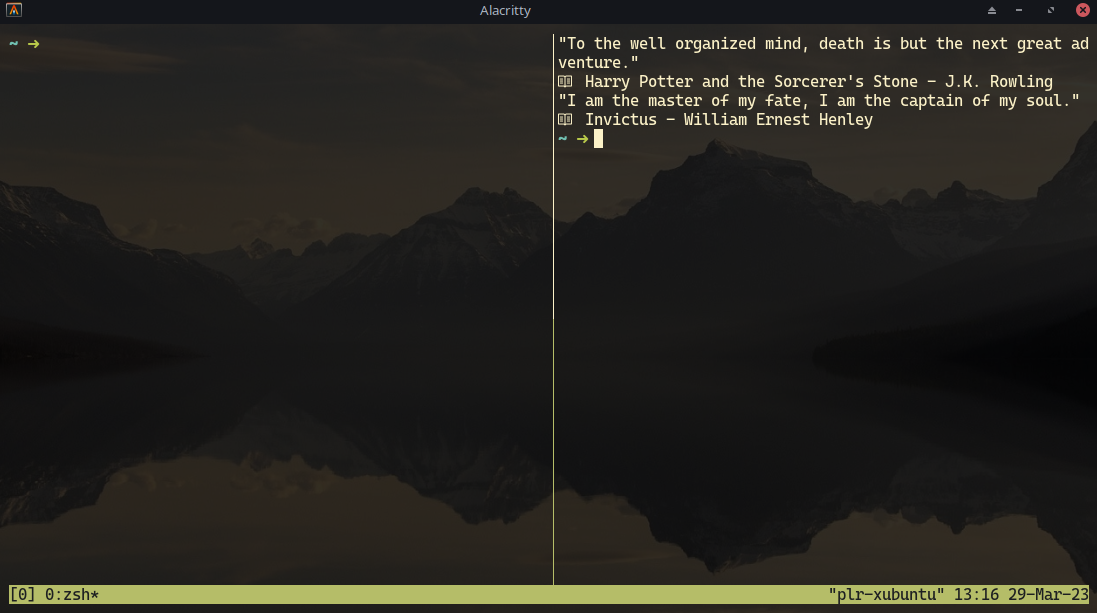 Alacritty
~ ➜
"To the well organized mind, death is but the next great ad
venture."
Harry Potter and the Sorcerer's Stone - J.K. Rowling
"I am the master of my fate, I am the captain of my soul."
Invictus - William Ernest Henley
~ ➜
[0] 0:zsh* "plr-xubuntu" 13:16 29-Mar-23